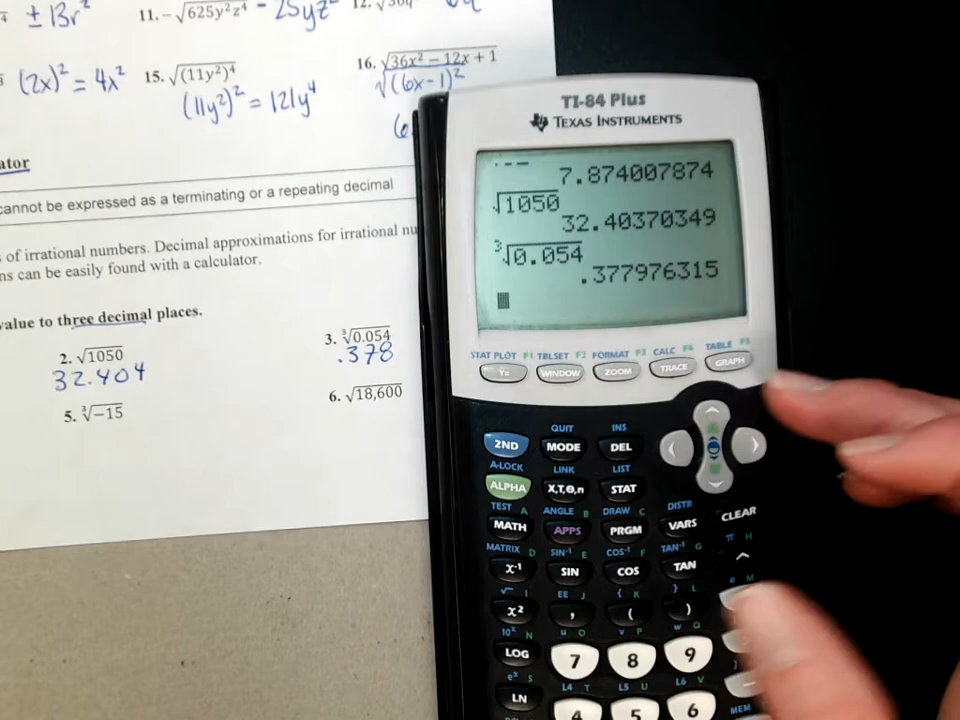 ± 13r²
11. -√625y²z⁴ - 25yz²
12.
(2x)² = 4x²
15. √(11y²)⁴
(11y²)² = 121y⁴
16. √36x² - 12x + 1
√(6x-1)²
cannot be expressed as a terminating or a repeating decimal
of irrational numbers. Decimal approximations for irrational
can be easily found with a calculator.
value to three decimal places.
2. √1050
32.404
3. ³√0.054
.378
5. ³√-15
6. √18,600
TI-84 Plus
TEXAS INSTRUMENTS
7.874007874
√1050
32.40370349
³√0.054
.377976315
STAT PLOT F1 TBLSET F2 FORMAT F3 CALC F4 TABLE F5
Y= WINDOW ZOOM TRACE GRAPH
QUIT INS
2ND MODE DEL
A-LOCK LINK LIST
ALPHA X,T,Θ,n STAT
TEST A ANGLE B DRAW C DISTR
MATH APPS PRGM VARS CLEAR
MATRIX D SIN⁻¹ E COS⁻¹ F TAN⁻¹ G π H
x⁻¹ SIN COS TAN ^
√ I EE J { K } L e M
x² , ( )
10ˣ N u O v P w Q
LOG 7 8 9
eˣ S L4 T L5 U L6 V
LN 4 5 6
MEM